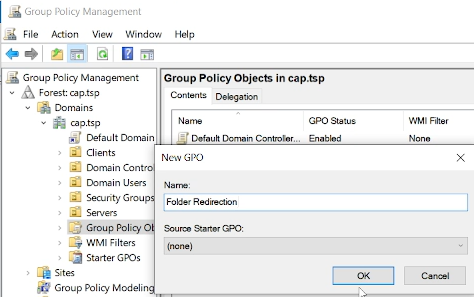 Group Policy Management
File Action View Window Help
Group Policy Management
Forest: cap.tsp
Domains
cap.tsp
Default Domain
Clients
Domain Contro
Domain Users
Security Groups
Servers
Group Policy Ob
WMI Filters
Starter GPOs
Sites
Group Policy Modeling
Group Policy Objects in cap.tsp
Contents Delegation
Name GPO Status WMI Filter
Default Domain Controller... Enabled None
New GPO
Name:
Folder Redirection
Source Starter GPO:
(none)
OK Cancel